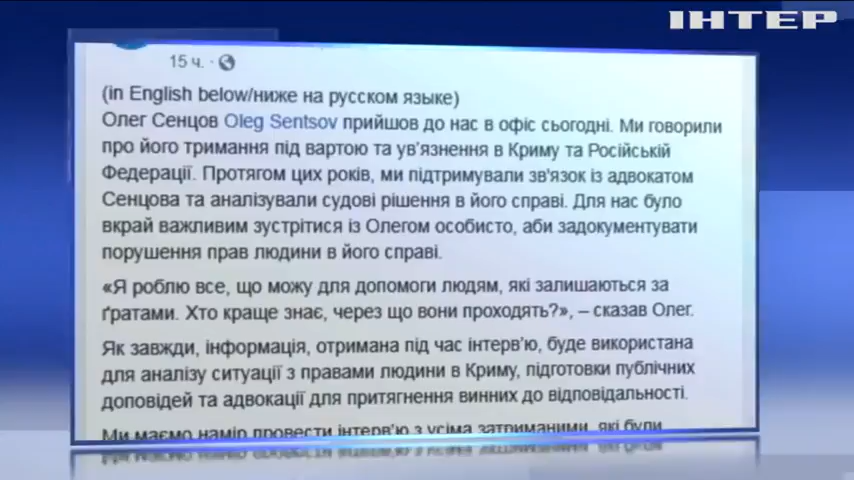 ІНТЕР
15 ч. ·
(in English below/ниже на русском языке)
Олег Сенцов Oleg Sentsov прийшов до нас в офіс сьогодні. Ми говорили
про його тримання під вартою та ув'язнення в Криму та Російській
Федерації. Протягом цих років, ми підтримували зв'язок із адвокатом
Сенцова та аналізували судові рішення в його справі. Для нас було
вкрай важливим зустрітися із Олегом особисто, аби задокументувати
порушення прав людини в його справі.
«Я роблю все, що можу для допомоги людям, які залишаються за
ґратами. Хто краще знає, через що вони проходять?», – сказав Олег.
Як завжди, інформація, отримана під час інтерв'ю, буде використана
для аналізу ситуації з правами людини в Криму, підготовки публічних
доповідей та адвокації для притягнення винних до відповідальності.
Ми маємо намір провести інтерв'ю з усіма затриманими, які були